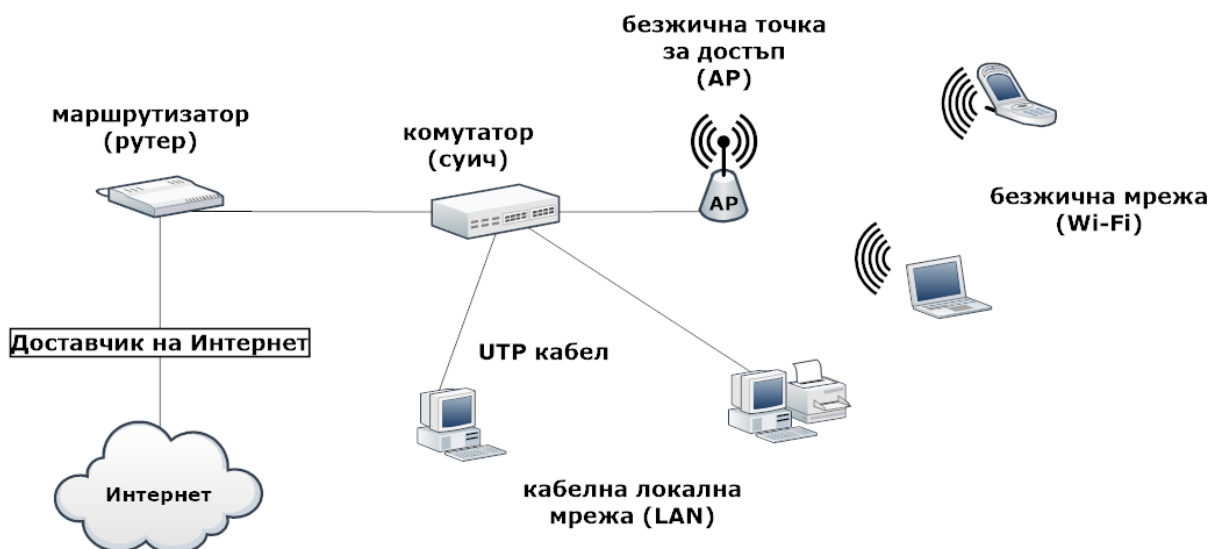 безжична точка
за достъп
(AP)
маршрутизатор
(рутер)
комутатор
(суич)
AP
безжична мрежа
(Wi-Fi)
Доставчик на Интернет
UTP кабел
Интернет
кабелна локална
мрежа (LAN)